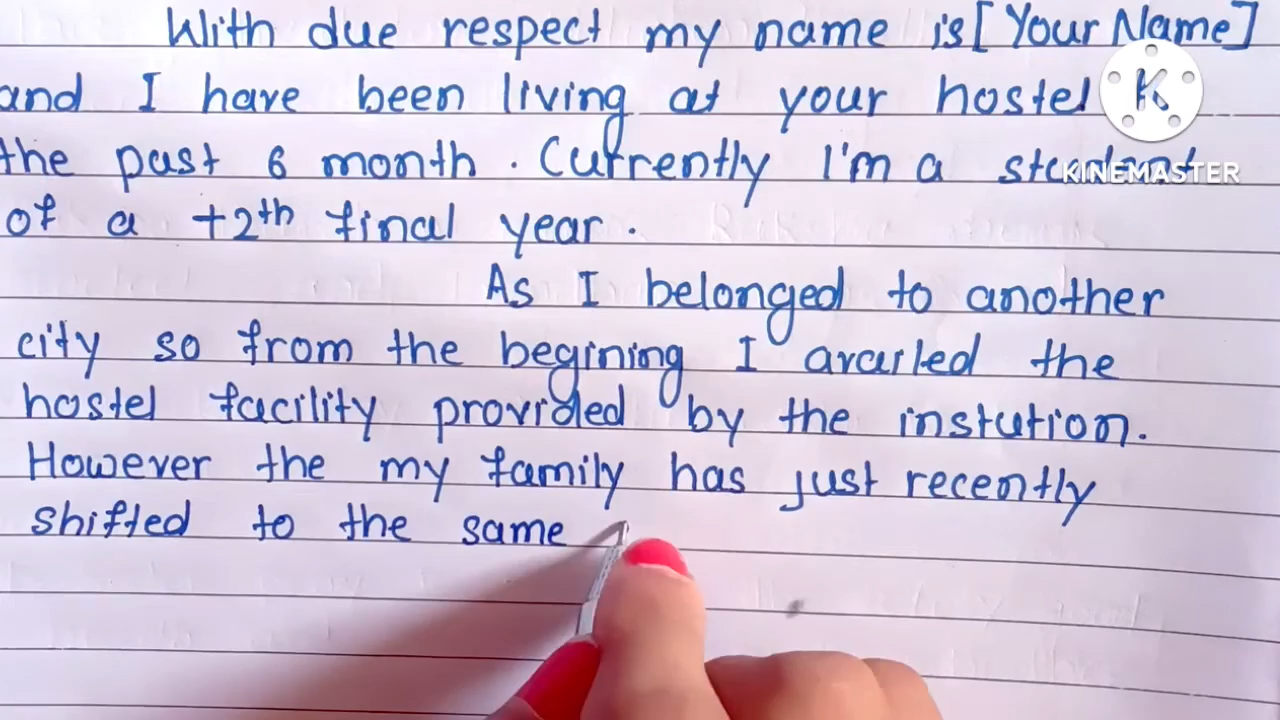 With due respect my name is [Your Name]
and I have been living at your hostel
the past 6 month. Currently I'm a student
of a +2th final year.
As I belonged to another
city so from the begining I availed the
hostel facility provided by the instution.
However the my family has just recently
shifted to the same
K
KINEMASTER